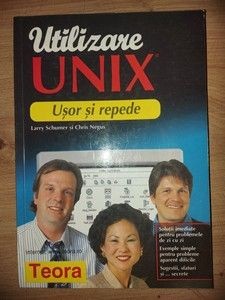 Utilizare
UNIX
Ușor și repede
Larry Schumer și Chris Negus
Soluții imediate
pentru problemele
de zi cu zi
Exemple simple
pentru probleme
aparent dificile
Sugestii, sfaturi
și ... secrete
Teora